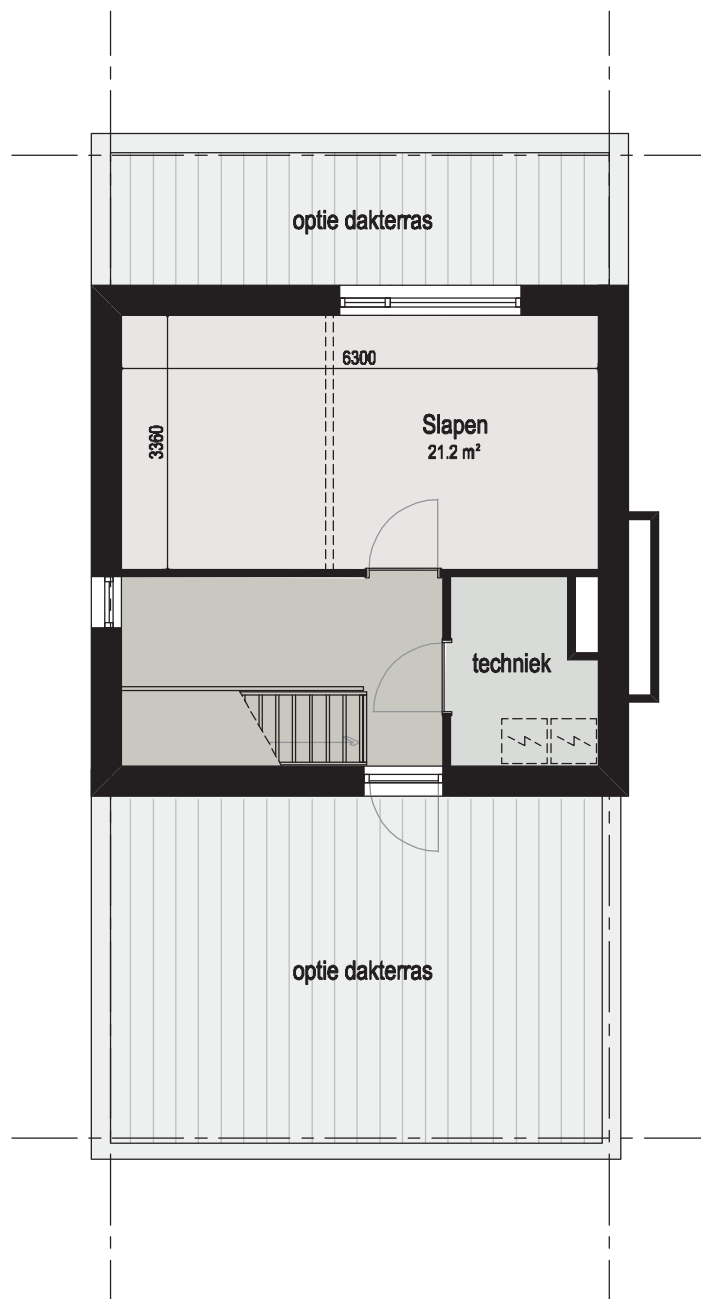 optie dakterras
6300
3360
Slapen
21.2 m²
techniek
optie dakterras